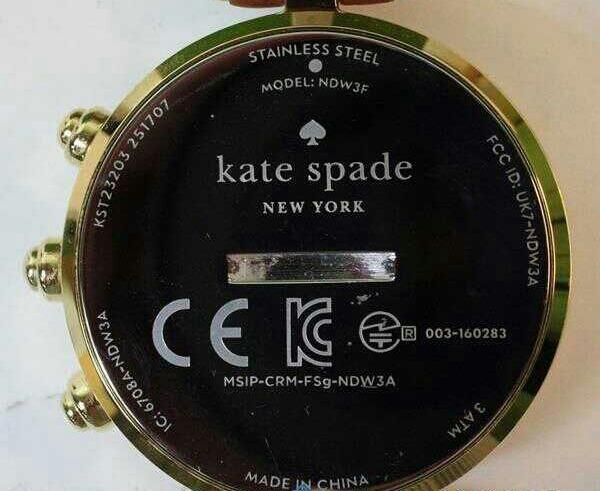 STAINLESS STEEL
MODEL: NDW3F
KST23203 251707
kate spade
NEW YORK
FCC ID: UK7-NDW3A
CE
R 003-160283
MSIP-CRM-FSg-NDW3A
IC: 6708A-NDW3A
3 ATM
MADE IN CHINA